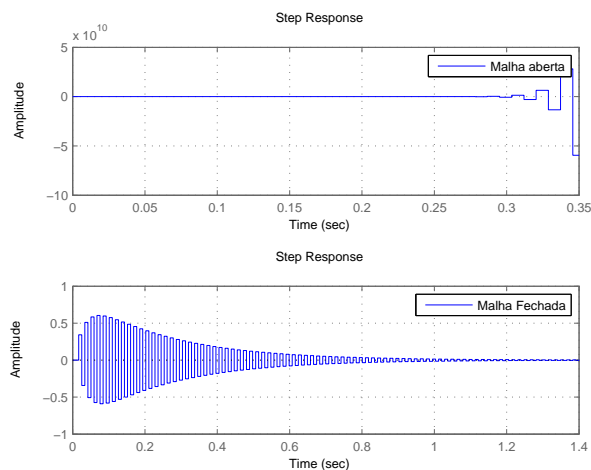 Step Response
x 10^10
5
0
−5
−10
Amplitude
Malha aberta
0
0.05
0.1
0.15
0.2
0.25
0.3
0.35
Time (sec)
Step Response
1
0.5
0
−0.5
−1
Amplitude
Malha Fechada
0
0.2
0.4
0.6
0.8
1
1.2
1.4
Time (sec)